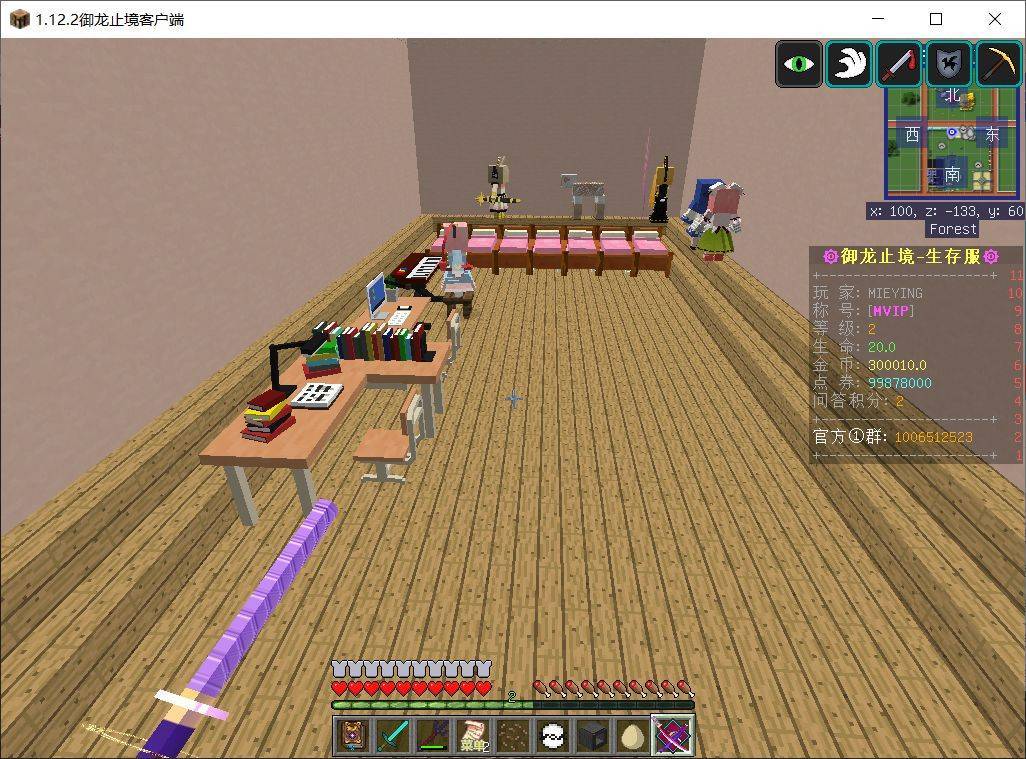 1.12.2御龙止境客户端
北
西
东
南
x: 100, z: -133, y: 60
Forest
御龙止境-生存服
+-------------------------+ 11
玩 家: MIEYING 10
称 号: [MVIP] 9
等 级: 2 8
生 命: 20.0 7
金 币: 300010.0 6
点 券: 99878000 5
问答积分: 2 4
+-------------------------+ 3
官方①群: 1006512523 2
+-------------------------+ 1
2
菜单
2